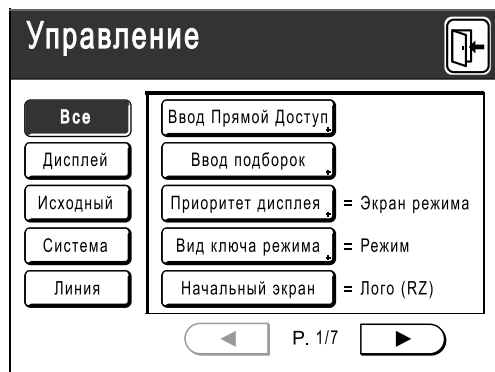 Управление
Все
Ввод Прямой Доступ
Дисплей
Ввод подборок
Исходный
Приоритет дисплея = Экран режима
Система
Вид ключа режима = Режим
Линия
Начальный экран = Лого (RZ)
P. 1/7